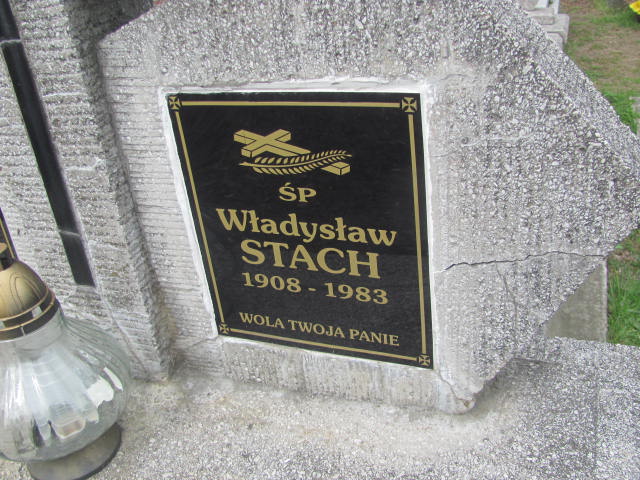 ŚP
Władysław
STACH
1908 - 1983
WOLA TWOJA PANIE